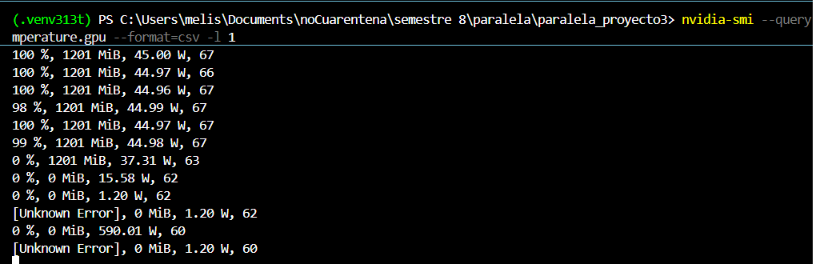 (.venv313t) PS C:\Users\melis\Documents\noCuarentena\semestre 8\paralela\paralela_proyecto3> nvidia-smi --query
mperature.gpu --format=csv -l 1
100 %, 1201 MiB, 45.00 W, 67
100 %, 1201 MiB, 44.97 W, 66
100 %, 1201 MiB, 44.96 W, 67
98 %, 1201 MiB, 44.99 W, 67
100 %, 1201 MiB, 44.97 W, 67
99 %, 1201 MiB, 44.98 W, 67
0 %, 1201 MiB, 37.31 W, 63
0 %, 0 MiB, 15.58 W, 62
0 %, 0 MiB, 1.20 W, 62
[Unknown Error], 0 MiB, 1.20 W, 62
0 %, 0 MiB, 590.01 W, 60
[Unknown Error], 0 MiB, 1.20 W, 60